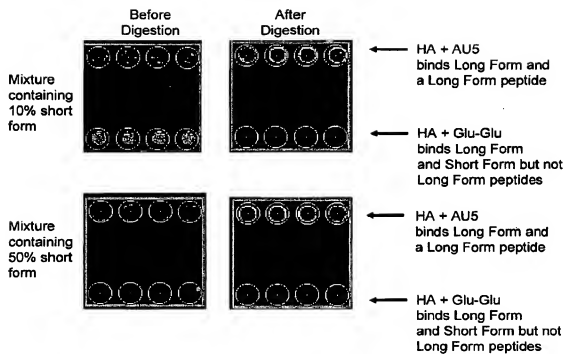 Before
Digestion
After
Digestion
Mixture
containing
10% short
form
HA + AU5
binds Long Form and
a Long Form peptide
HA + Glu-Glu
binds Long Form
and Short Form but not
Long Form peptides
Mixture
containing
50% short
form
HA + AU5
binds Long Form and
a Long Form peptide
HA + Glu-Glu
binds Long Form
and Short Form but not
Long Form peptides